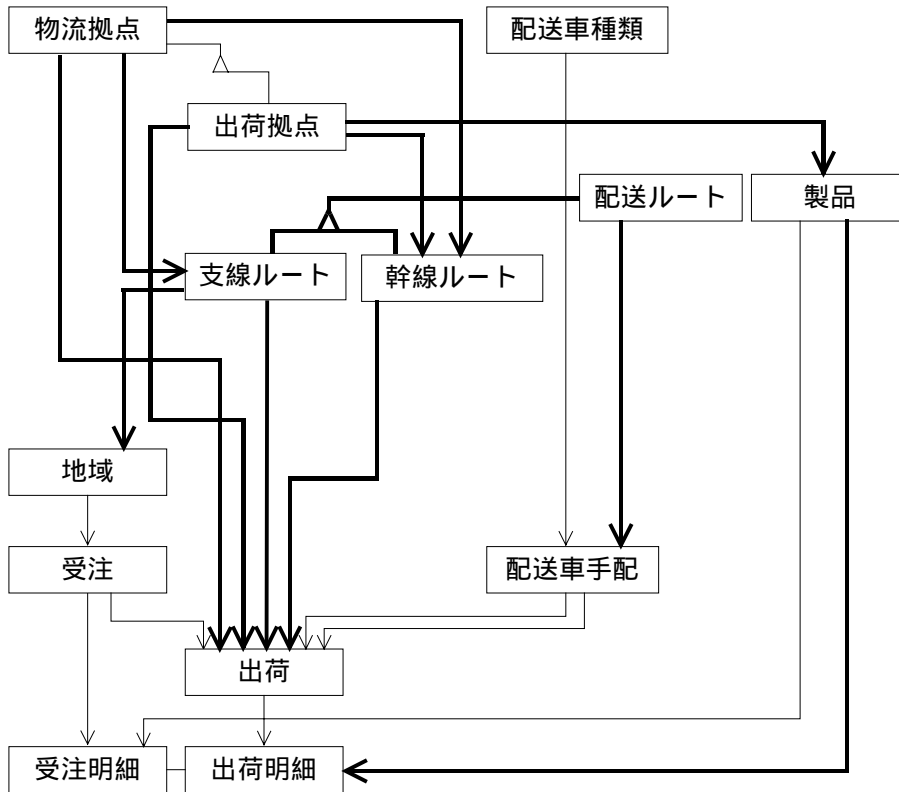 物流拠点
配送車種類
出荷拠点
配送ルート
製品
支線ルート
幹線ルート
地域
受注
配送車手配
出荷
受注明細
出荷明細